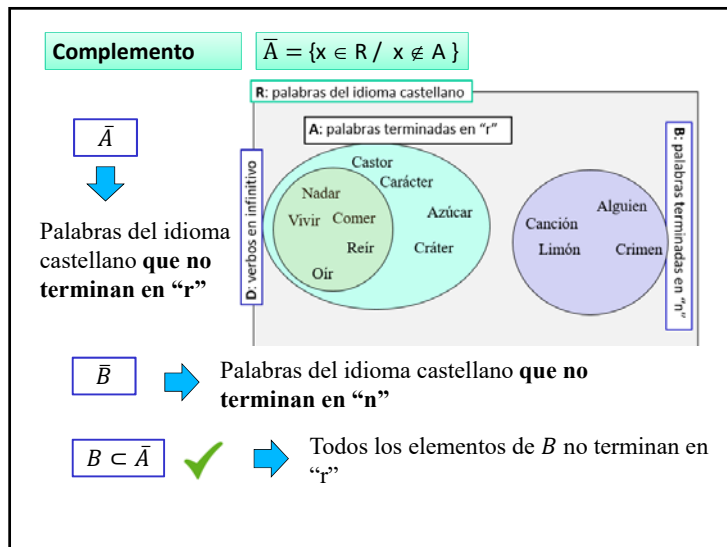 Complemento
A̅ = {x ∈ R / x ∉ A }
R: palabras del idioma castellano
A: palabras terminadas en “r”
B: palabras terminadas en “n”
D: verbos en infinitivo
Castor
Carácter
Nadar
Azúcar
Vivir
Comer
Reír
Cráter
Oír
Alguien
Canción
Limón
Crimen
A̅
Palabras del idioma
castellano que no
terminan en “r”
B̅
Palabras del idioma castellano que no
terminan en “n”
B ⊂ A̅
Todos los elementos de B no terminan en
“r”